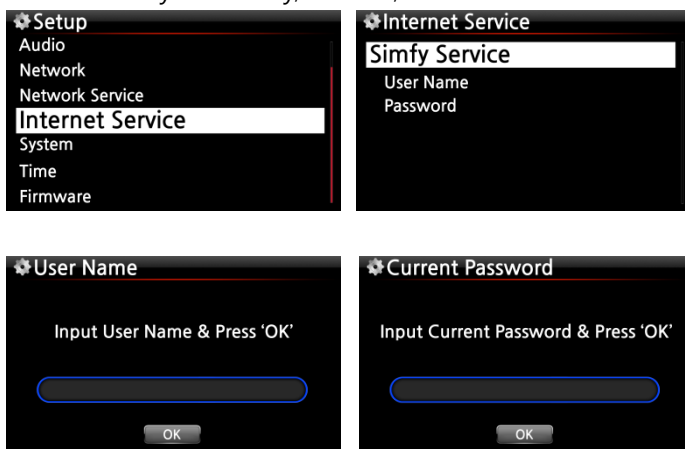 Setup
Audio
Network
Network Service
Internet Service
System
Time
Firmware
Internet Service
Simfy Service
User Name
Password
User Name
Input User Name & Press ‘OK’
OK
Current Password
Input Current Password & Press ‘OK’
OK